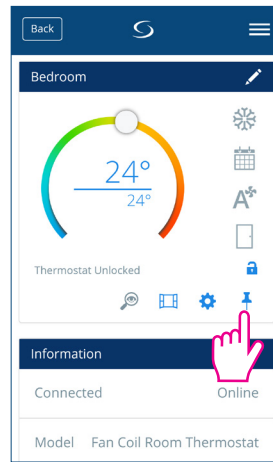 Back
Bedroom
24°
24°
A
Thermostat Unlocked
Information
Connected Online
Model Fan Coil Room Thermostat